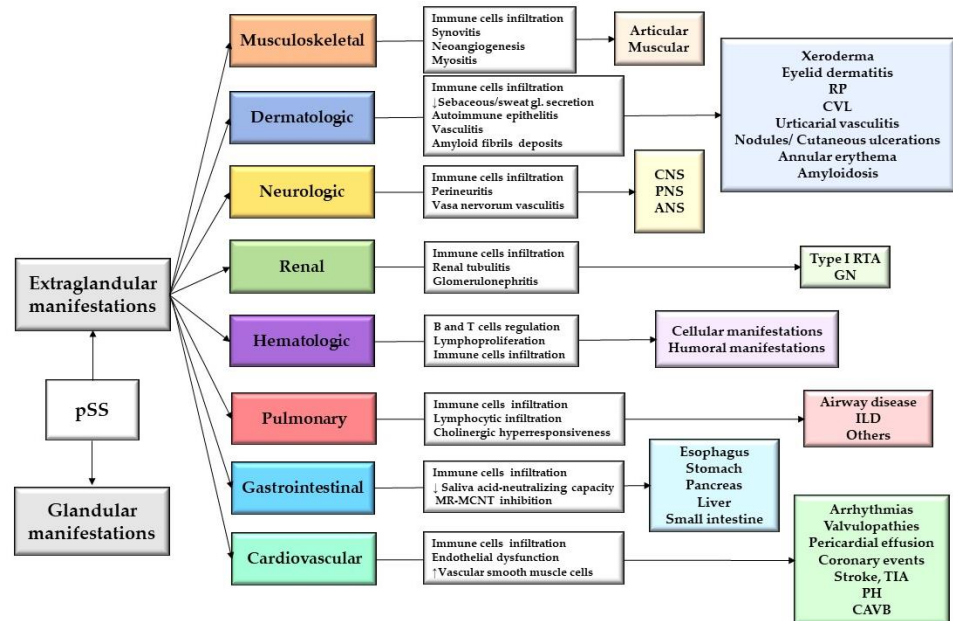 Musculoskeletal
Immune cells infiltration
Synovitis
Neoangiogenesis
Myositis
Articular
Muscular
Dermatologic
Immune cells infiltration
↓Sebaceous/sweat gl. secretion
Autoimmune epithelitis
Vasculitis
Amyloid fibrils deposits
Xeroderma
Eyelid dermatitis
RP
CVL
Urticarial vasculitis
Nodules/ Cutaneous ulcerations
Annular erythema
Amyloidosis
Neurologic
Immune cells infiltration
Perineuritis
Vasa nervorum vasculitis
CNS
PNS
ANS
Extraglandular
manifestations
Renal
Immune cells infiltration
Renal tubulitis
Glomerulonephritis
Type I RTA
GN
Hematologic
B and T cells regulation
Lymphoproliferation
Immune cells infiltration
Cellular manifestations
Humoral manifestations
pSS
Pulmonary
Immune cells infiltration
Lymphocytic infiltration
Cholinergic hyperresponsiveness
Airway disease
ILD
Others
Gastrointestinal
Immune cells infiltration
↓ Saliva acid-neutralizing capacity
MR-MCNT inhibition
Esophagus
Stomach
Pancreas
Liver
Small intestine
Glandular
manifestations
Cardiovascular
Immune cells infiltration
Endothelial dysfunction
↑Vascular smooth muscle cells
Arrhythmias
Valvulopathies
Pericardial effusion
Coronary events
Stroke, TIA
PH
CAVB